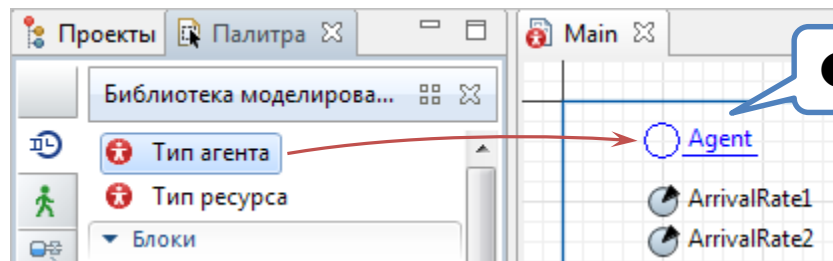 Проекты
Палитра
Main
Библиотека моделирова...
Тип агента
Agent
Тип ресурса
ArrivalRate1
Блоки
ArrivalRate2